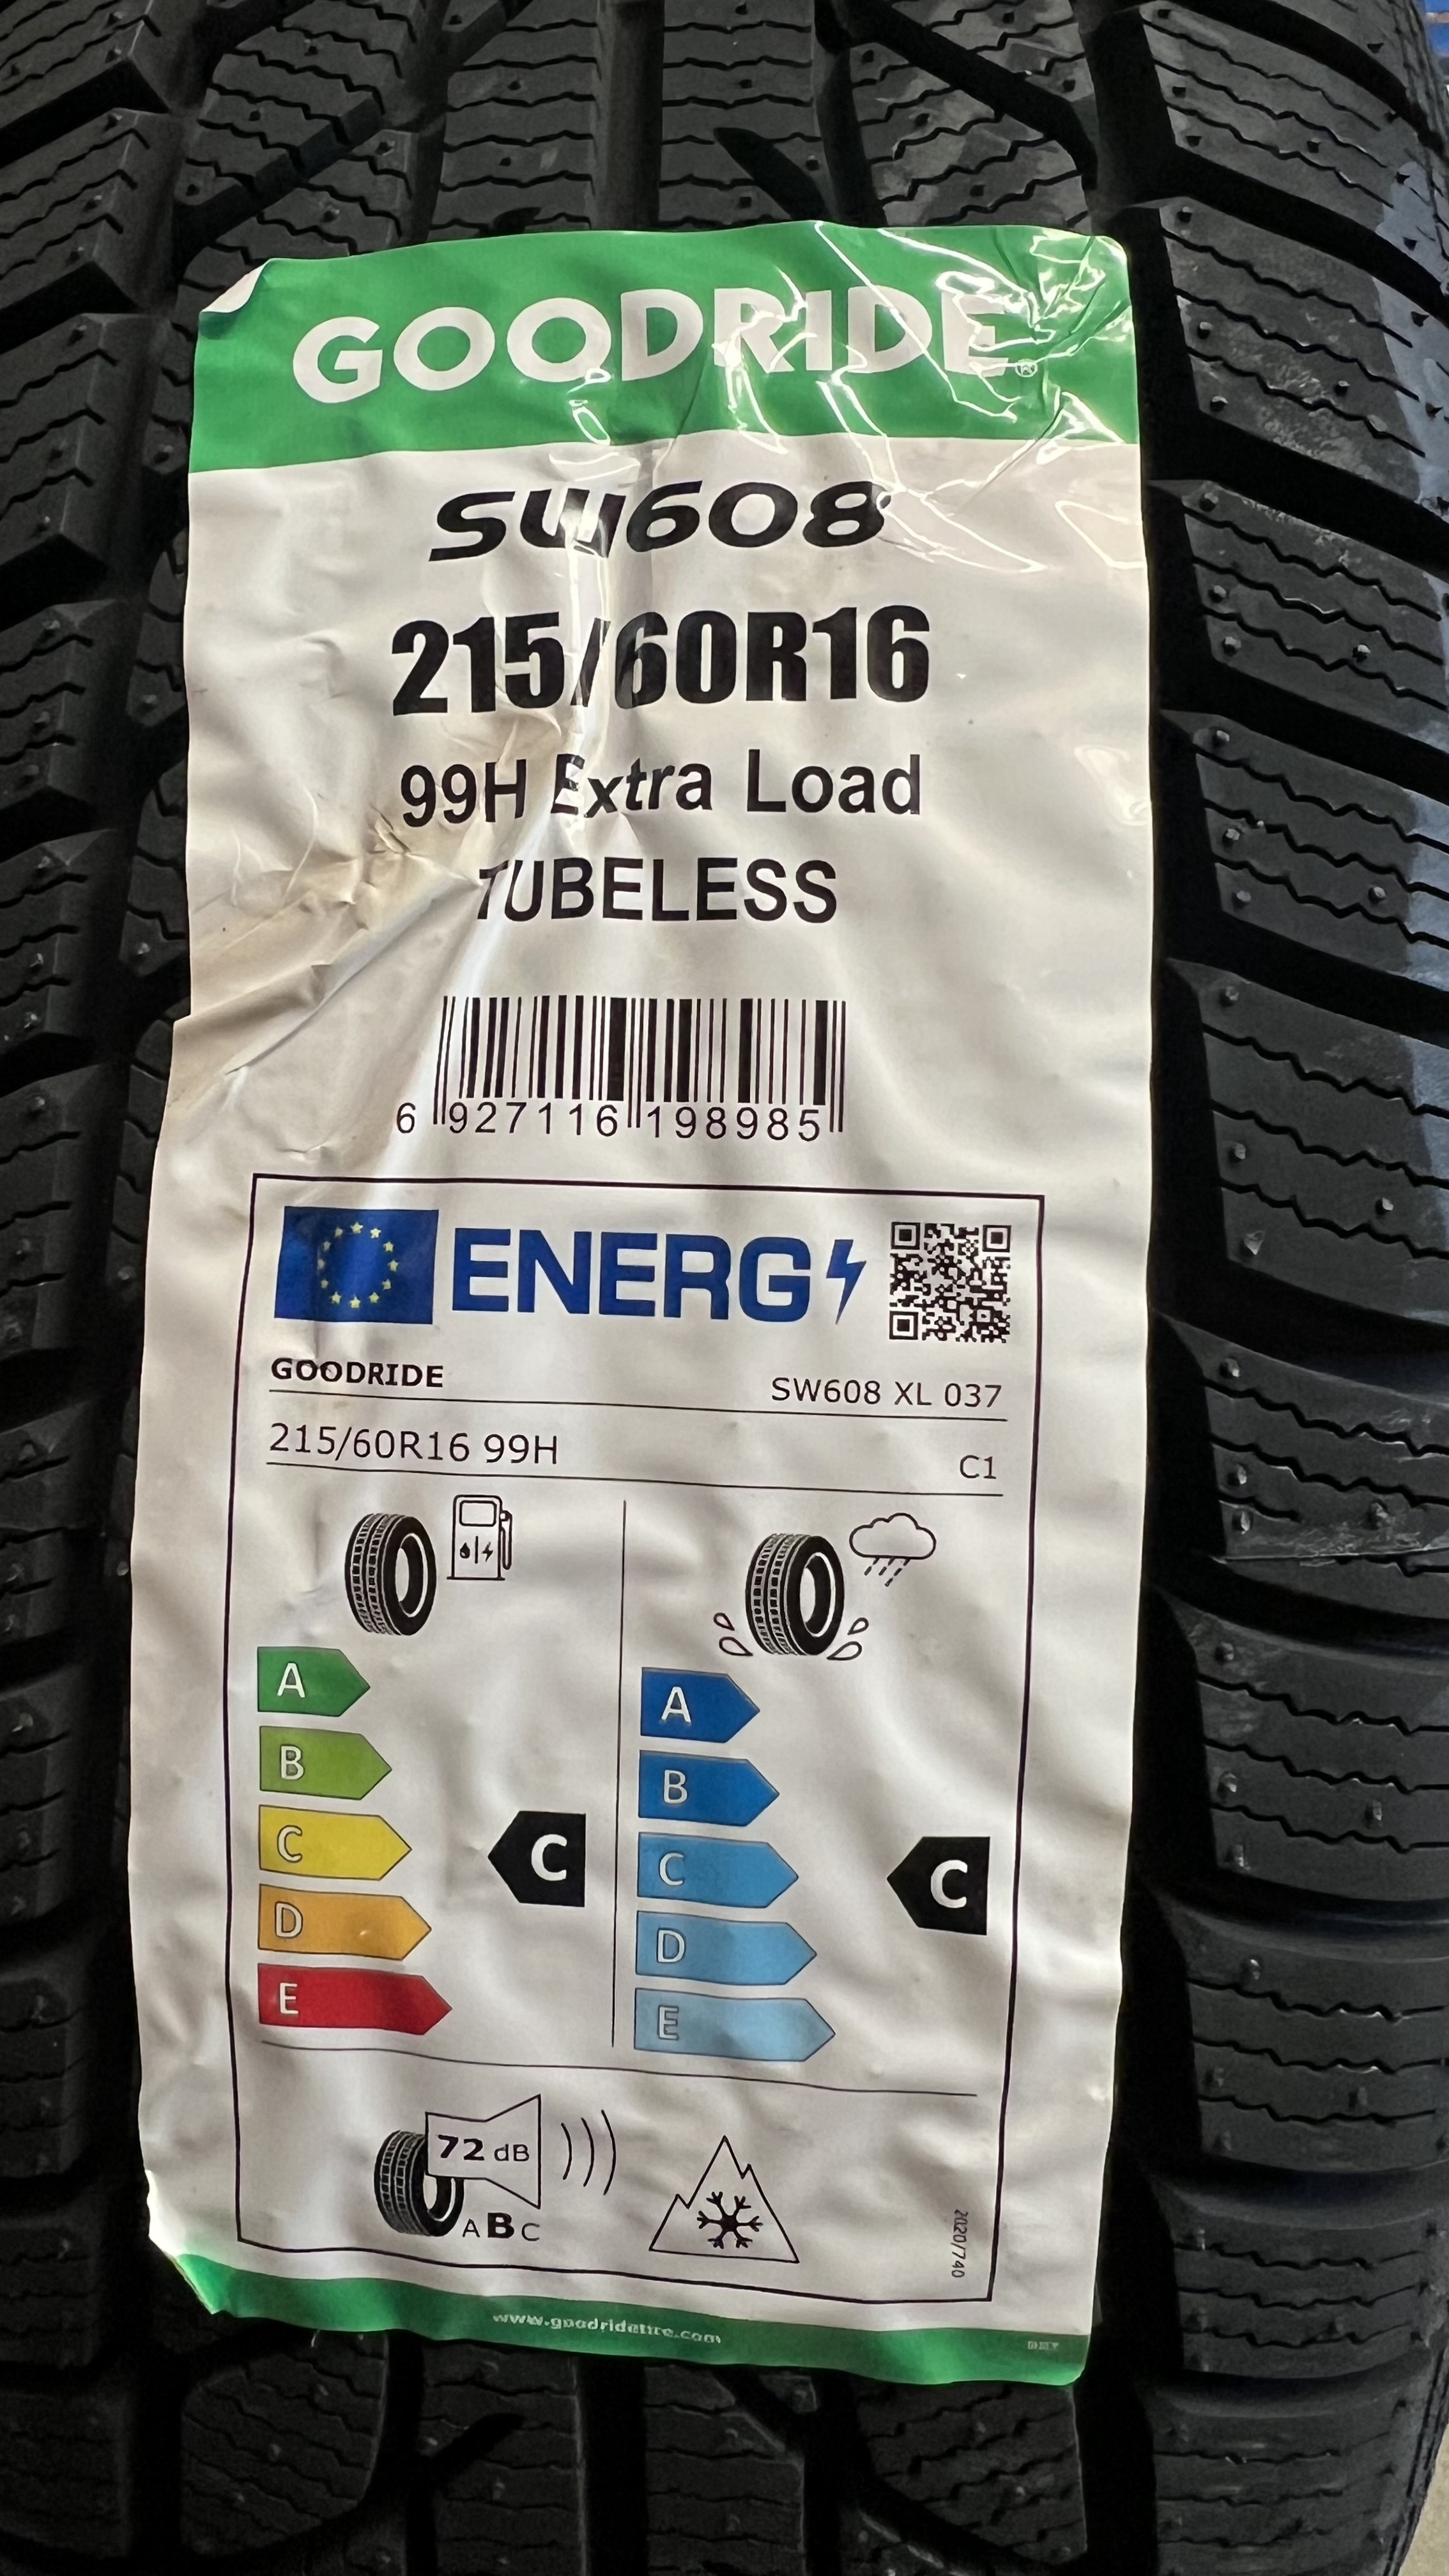 GOODRIDE®
SW608
215/60R16
99H Extra Load
TUBELESS
6 927116 198985
ENERG
GOODRIDE SW608 XL 037
215/60R16 99H C1
A A
B B
C C C C
D D
E E
72 dB
A B C
2020/740
www.goodridetire.com